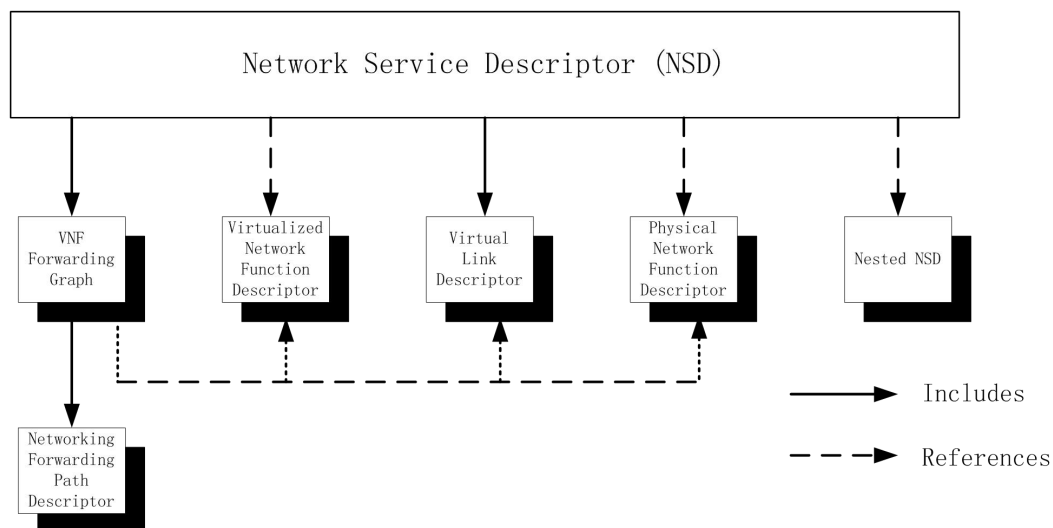 Network Service Descriptor (NSD)
VNF
Forwarding
Graph
Virtualized
Network
Function
Descriptor
Virtual
Link
Descriptor
Physical
Network
Function
Descriptor
Nested NSD
Includes
References
Networking
Forwarding
Path
Descriptor